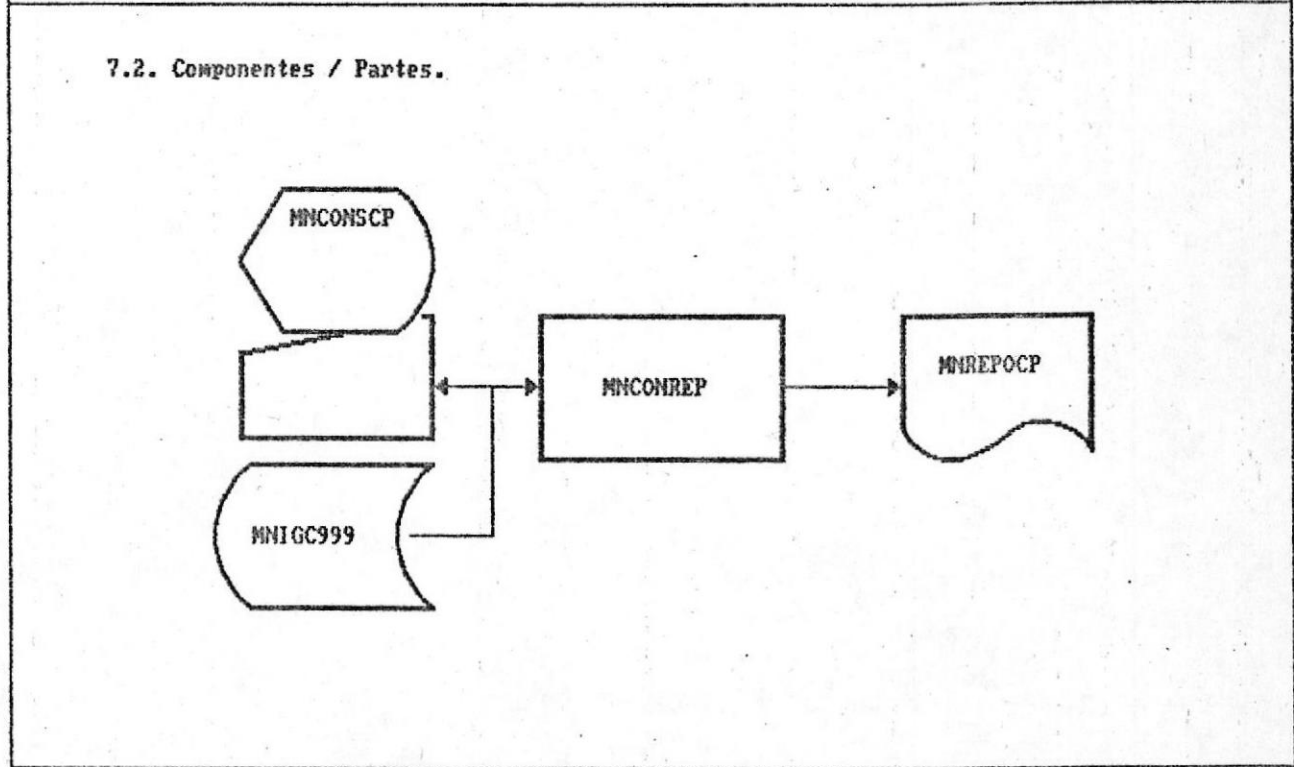 7.2. Componentes / Partes.
MNCONSCP
MNCONREP
MNREPOCP
MNIGC999